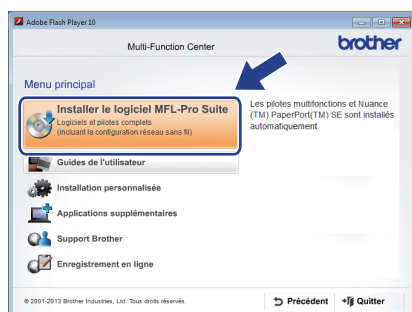 Adobe Flash Player 10
Multi-Function Center
brother
Menu principal
Installer le logiciel MFL-Pro Suite
Logiciels et pilotes complets
(incluant la configuration réseau sans fil)
Les pilotes multifonctions et Nuance
(TM) PaperPort(TM) SE sont installés
automatiquement.
Guides de l'utilisateur
Installation personnalisée
Applications supplémentaires
Support Brother
Enregistrement en ligne
© 2001-2013 Brother Industries, Ltd. Tous droits réservés.
Précédent
Quitter